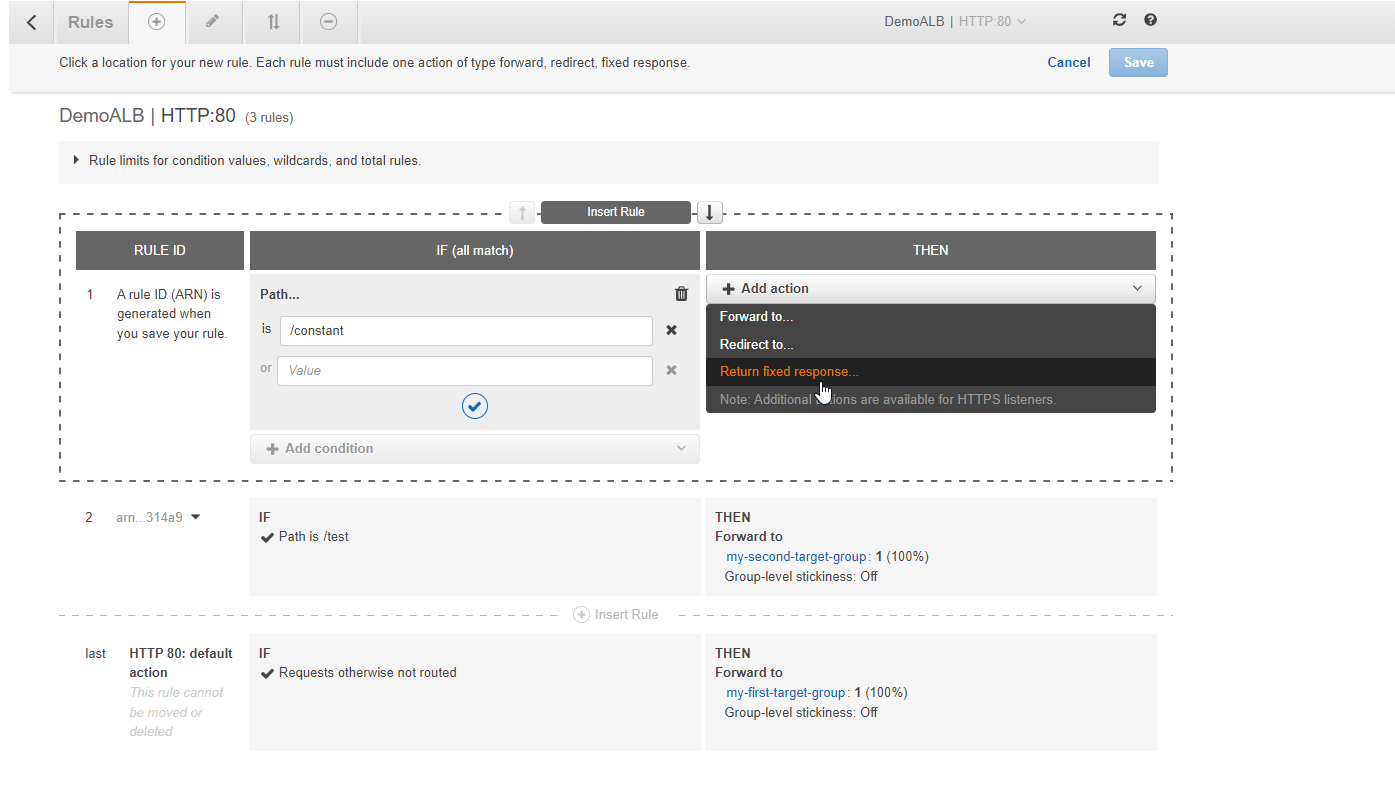 Rules
DemoALB | HTTP:80
Click a location for your new rule. Each rule must include one action of type forward, redirect, fixed response.
Cancel
Save
DemoALB | HTTP:80 (3 rules)
Rule limits for condition values, wildcards, and total rules.
Insert Rule
RULE ID
IF (all match)
THEN
1
A rule ID (ARN) is
generated when
you save your rule.
Path...
is
/constant
or
Value
Add condition
Add action
Forward to...
Redirect to...
Return fixed response...
Note: Additional actions are available for HTTPS listeners.
2
arn...314a9
IF
Path is /test
THEN
Forward to
my-second-target-group: 1 (100%)
Group-level stickiness: Off
Insert Rule
last
HTTP 80: default
action
This rule cannot
be moved or
deleted
IF
Requests otherwise not routed
THEN
Forward to
my-first-target-group: 1 (100%)
Group-level stickiness: Off